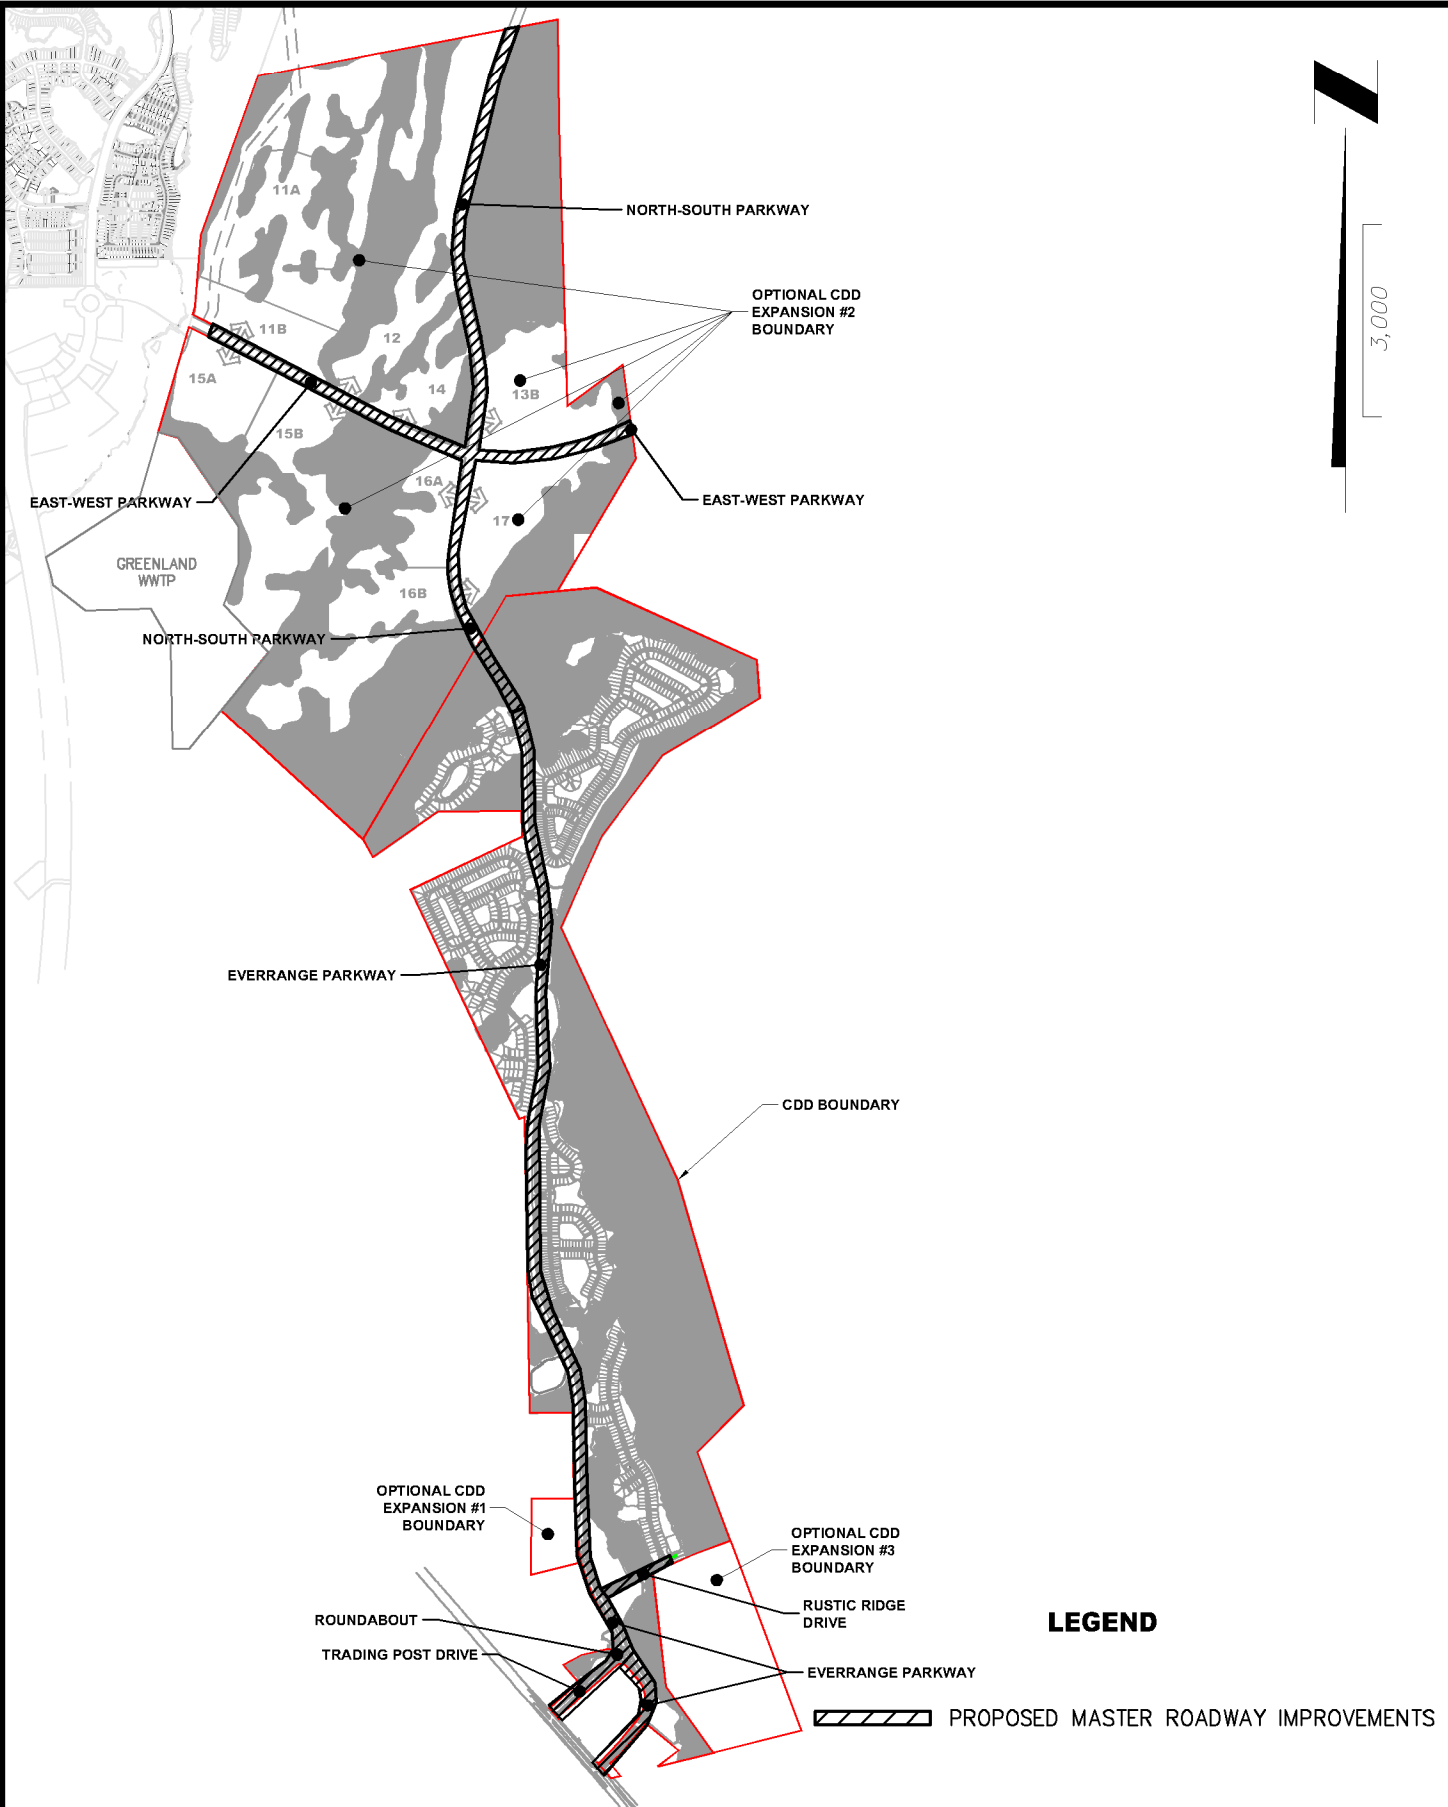 NORTH-SOUTH PARKWAY
11A
OPTIONAL CDD
EXPANSION #2
BOUNDARY
3,000
11B
12
15A
14
13B
15B
16A
EAST-WEST PARKWAY
EAST-WEST PARKWAY
17
GREENLAND
WWTP
16B
NORTH-SOUTH PARKWAY
EVERRANGE PARKWAY
CDD BOUNDARY
OPTIONAL CDD
EXPANSION #1
BOUNDARY
OPTIONAL CDD
EXPANSION #3
BOUNDARY
RUSTIC RIDGE
DRIVE
ROUNDABOUT
TRADING POST DRIVE
EVERRANGE PARKWAY
LEGEND
PROPOSED MASTER ROADWAY IMPROVEMENTS